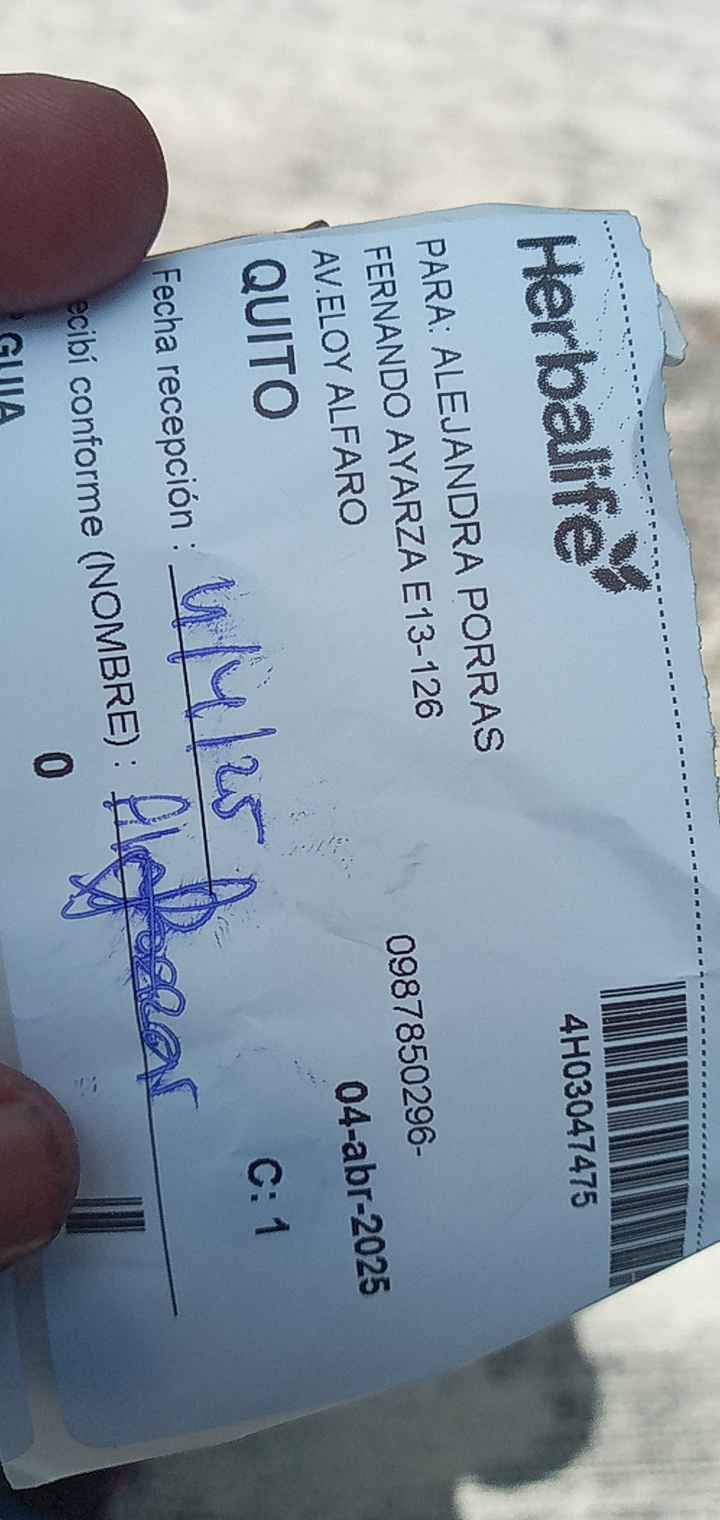 Herbalife
4H03047475
PARA: ALEJANDRA PORRAS
FERNANDO AYARZA E13-126 0987850296-
AV.ELOY ALFARO
04-abr-2025
QUITO C: 1
Fecha recepción : 4/4/25
ecibí conforme (NOMBRE) :
0
GUIA